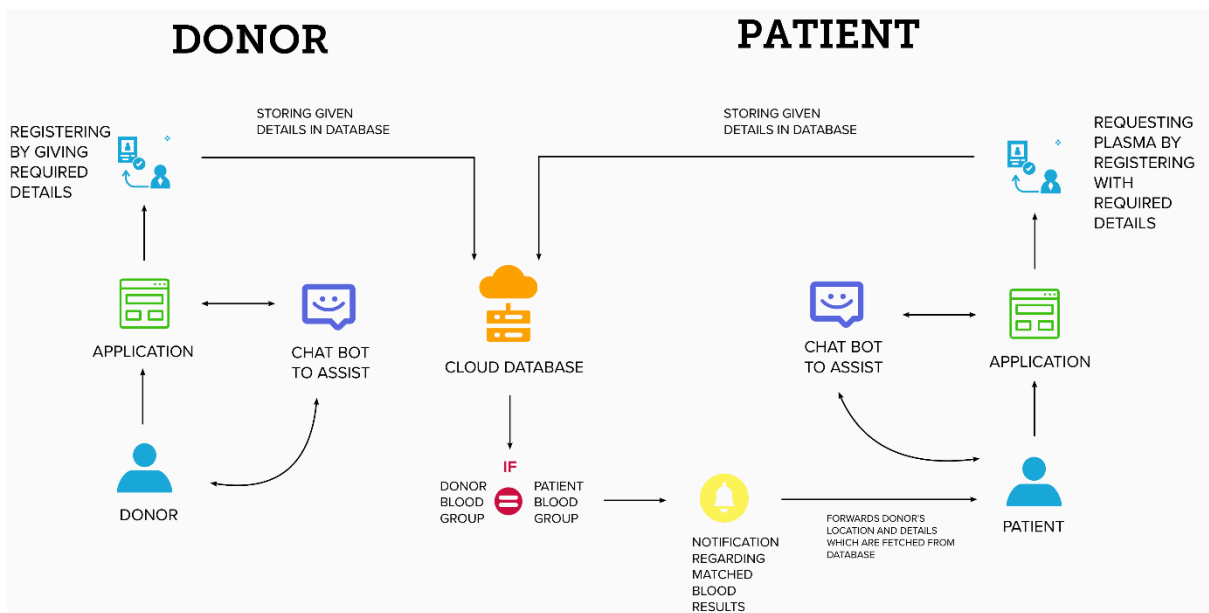 DONOR
PATIENT
STORING GIVEN
DETAILS IN DATABASE
STORING GIVEN
DETAILS IN DATABASE
REGISTERING
BY GIVING
REQUIRED
DETAILS
REQUESTING
PLASMA BY
REGISTERING
WITH
REQUIRED
DETAILS
APPLICATION
CHAT BOT
TO ASSIST
CLOUD DATABASE
CHAT BOT
TO ASSIST
APPLICATION
DONOR
IF
DONOR
BLOOD
GROUP
PATIENT
BLOOD
GROUP
NOTIFICATION
REGARDING
MATCHED
BLOOD
RESULTS
FORWARDS DONOR'S
LOCATION AND DETAILS
WHICH ARE FETCHED FROM
DATABASE
PATIENT